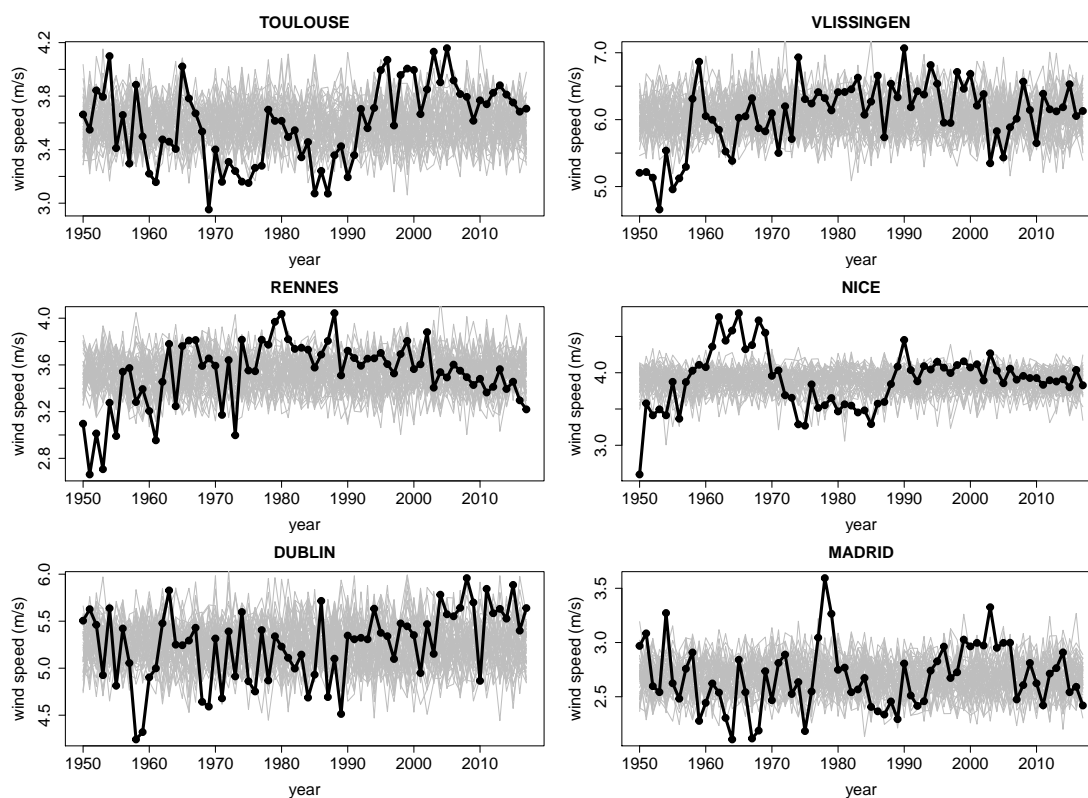 TOULOUSE
wind speed (m/s)
3.0 3.4 3.8 4.2
1950 1960 1970 1980 1990 2000 2010
year
VLISSINGEN
wind speed (m/s)
5.0 6.0 7.0
1950 1960 1970 1980 1990 2000 2010
year
RENNES
wind speed (m/s)
2.8 3.2 3.6 4.0
1950 1960 1970 1980 1990 2000 2010
year
NICE
wind speed (m/s)
3.0 4.0
1950 1960 1970 1980 1990 2000 2010
year
DUBLIN
wind speed (m/s)
4.5 5.0 5.5 6.0
1950 1960 1970 1980 1990 2000 2010
year
MADRID
wind speed (m/s)
2.5 3.0 3.5
1950 1960 1970 1980 1990 2000 2010
year